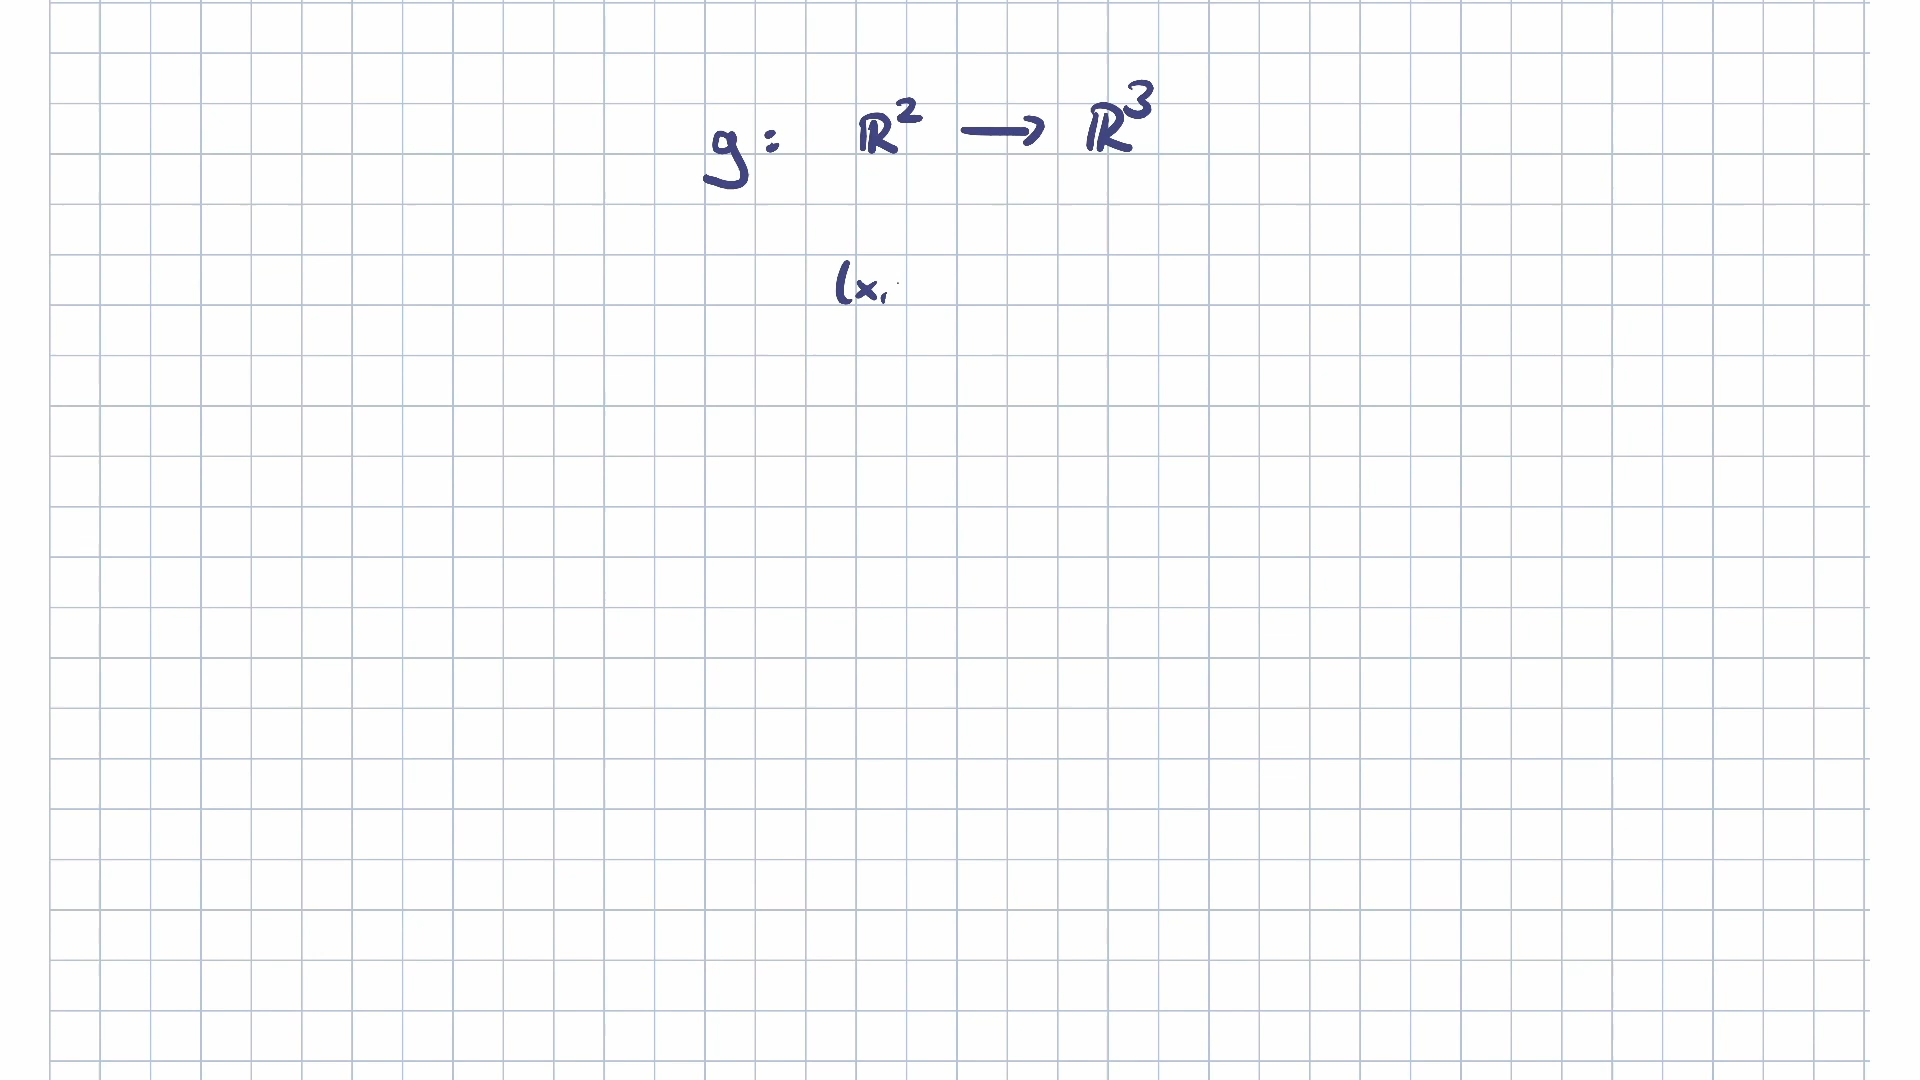 g: ℝ² ⟶ ℝ³
(x,